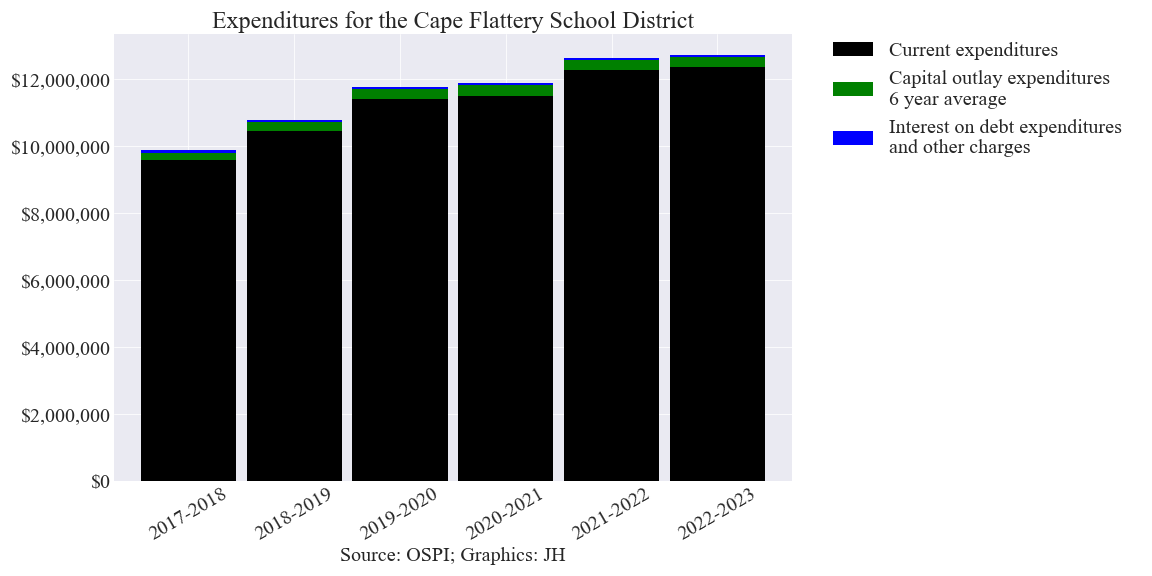 Expenditures for the Cape Flattery School District
Current expenditures
Capital outlay expenditures
6 year average
Interest on debt expenditures
and other charges
$12,000,000
$10,000,000
$8,000,000
$6,000,000
$4,000,000
$2,000,000
$0
2017-2018
2018-2019
2019-2020
2020-2021
2021-2022
2022-2023
Source: OSPI; Graphics: JH